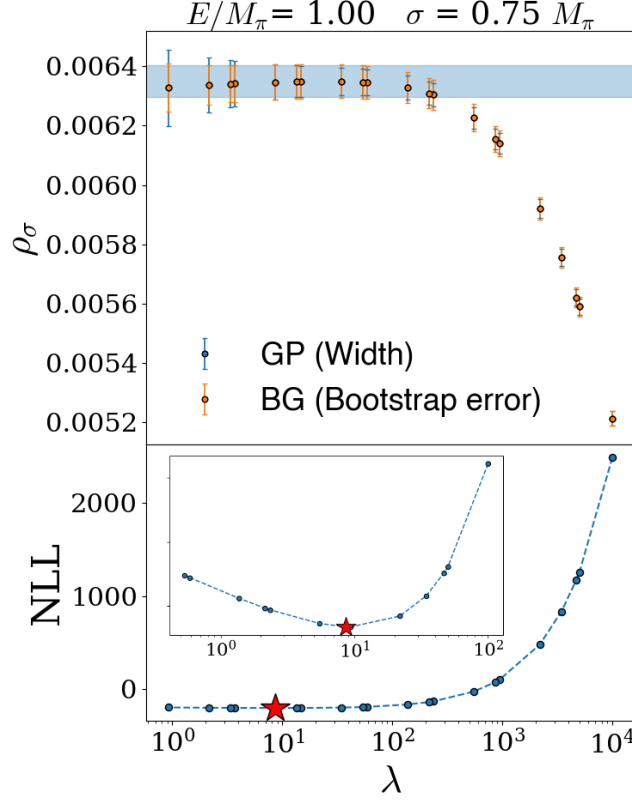 E/M_π = 1.00 σ = 0.75 M_π
0.0064
0.0062
0.0060
ρ_σ
0.0058
0.0056
0.0054
0.0052
GP (Width)
BG (Bootstrap error)
2000
NLL
1000
0
10^0 10^1 10^2
10^0 10^1 10^2 10^3 10^4
λ